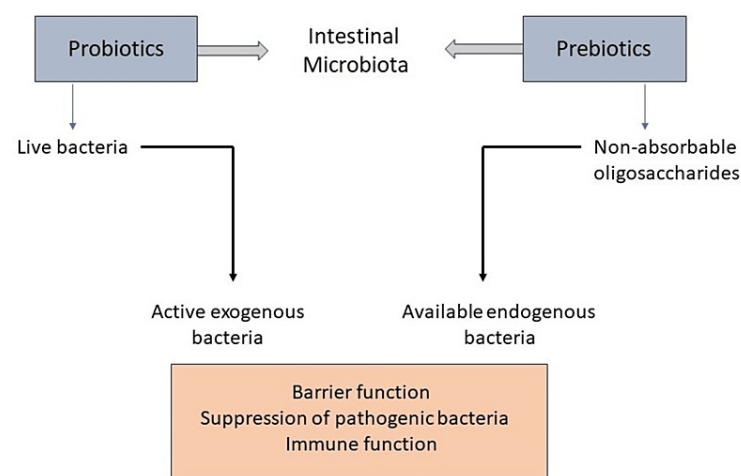 Probiotics
Intestinal
Microbiota
Prebiotics
Live bacteria
Non-absorbable
oligosaccharides
Active exogenous
bacteria
Available endogenous
bacteria
Barrier function
Suppression of pathogenic bacteria
Immune function